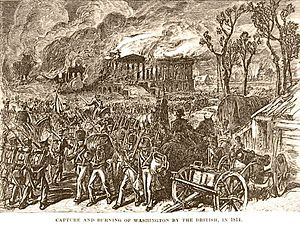 CAPTURE AND BURNING OF WASHINGTON BY THE BRITISH, IN 1814.